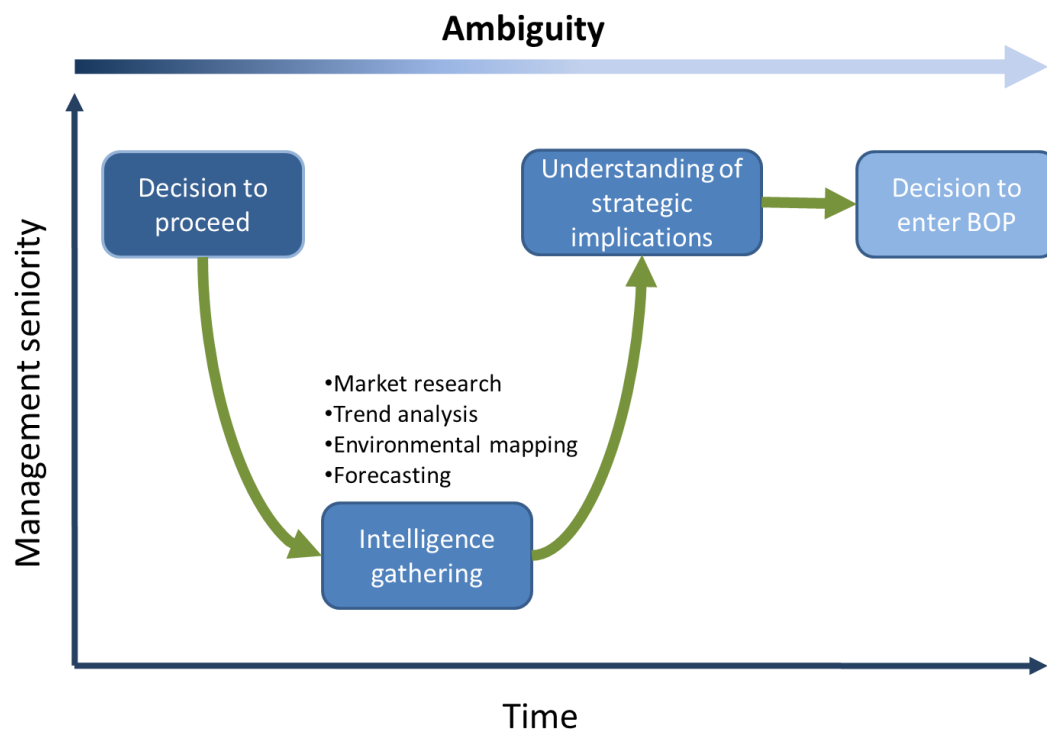 Ambiguity
Management seniority
Decision to
proceed
Understanding of
strategic
implications
Decision to
enter BOP
•Market research
•Trend analysis
•Environmental mapping
•Forecasting
Intelligence
gathering
Time